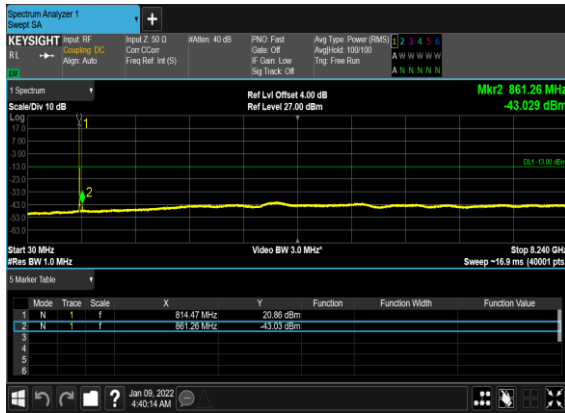 Spectrum Analyzer 1
Swept SA
+
KEYSIGHT Input: RF Input Z: 50 Ω #Atten: 40 dB PNO: Fast Avg Type: Power (RMS) 1 2 3 4 5 6
RL Coupling: DC Corr CCorr Gate: Off Avg|Hold: 100/100 A W W W W W
Align: Auto Freq Ref: Int (S) IF Gain: Low Trig: Free Run
LXI Sig Track: Off A N N N N N
1 Spectrum Ref Lvl Offset 4.00 dB Mkr2 861.26 MHz
Scale/Div 10 dB Ref Level 27.00 dBm -43.029 dBm
Log
17.0 1
7.00
-3.00
-13.0 DL1 -13.00 dBm
-23.0
-33.0 2
-43.0
-53.0
-63.0
Start 30 MHz Video BW 3.0 MHz* Stop 8.240 GHz
#Res BW 1.0 MHz Sweep ~16.9 ms (40001 pts)
5 Marker Table
Mode Trace Scale X Y Function Function Width Function Value
1 N 1 f 814.47 MHz 20.86 dBm
2 N 1 f 861.26 MHz -43.03 dBm
3
4
5
6
? Jan 09, 2022
4:40:14 AM